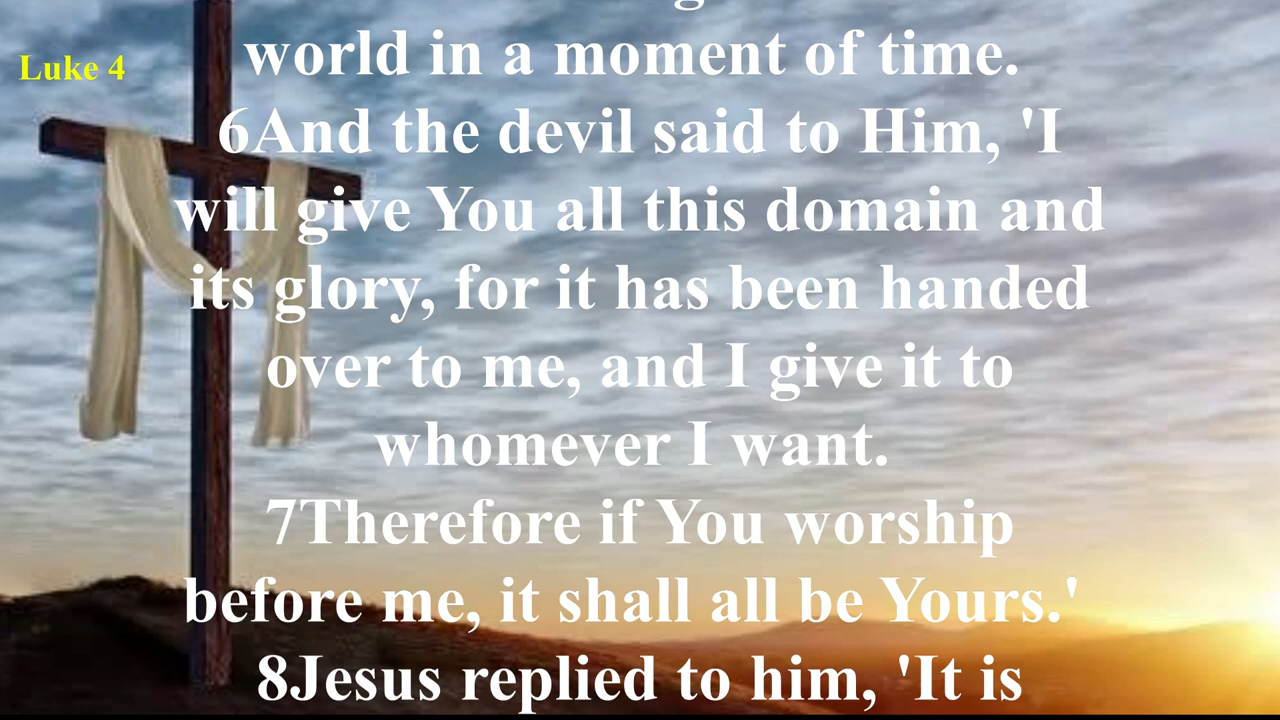 Luke 4
world in a moment of time.
6And the devil said to Him, 'I
will give You all this domain and
its glory, for it has been handed
over to me, and I give it to
whomever I want.
7Therefore if You worship
before me, it shall all be Yours.'
8Jesus replied to him, 'It is